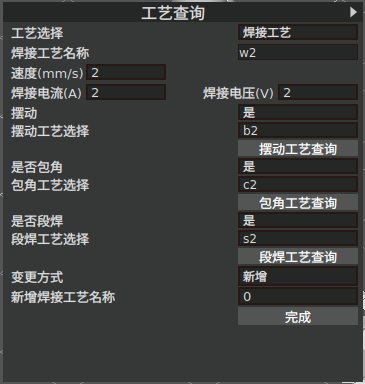 工艺查询
工艺选择 焊接工艺
焊接工艺名称 w2
速度(mm/s) 2
焊接电流(A) 2 焊接电压(V) 2
摆动 是
摆动工艺选择 b2
摆动工艺查询
是否包角 是
包角工艺选择 c2
包角工艺查询
是否段焊 是
段焊工艺选择 s2
段焊工艺查询
变更方式 新增
新增焊接工艺名称 0
完成